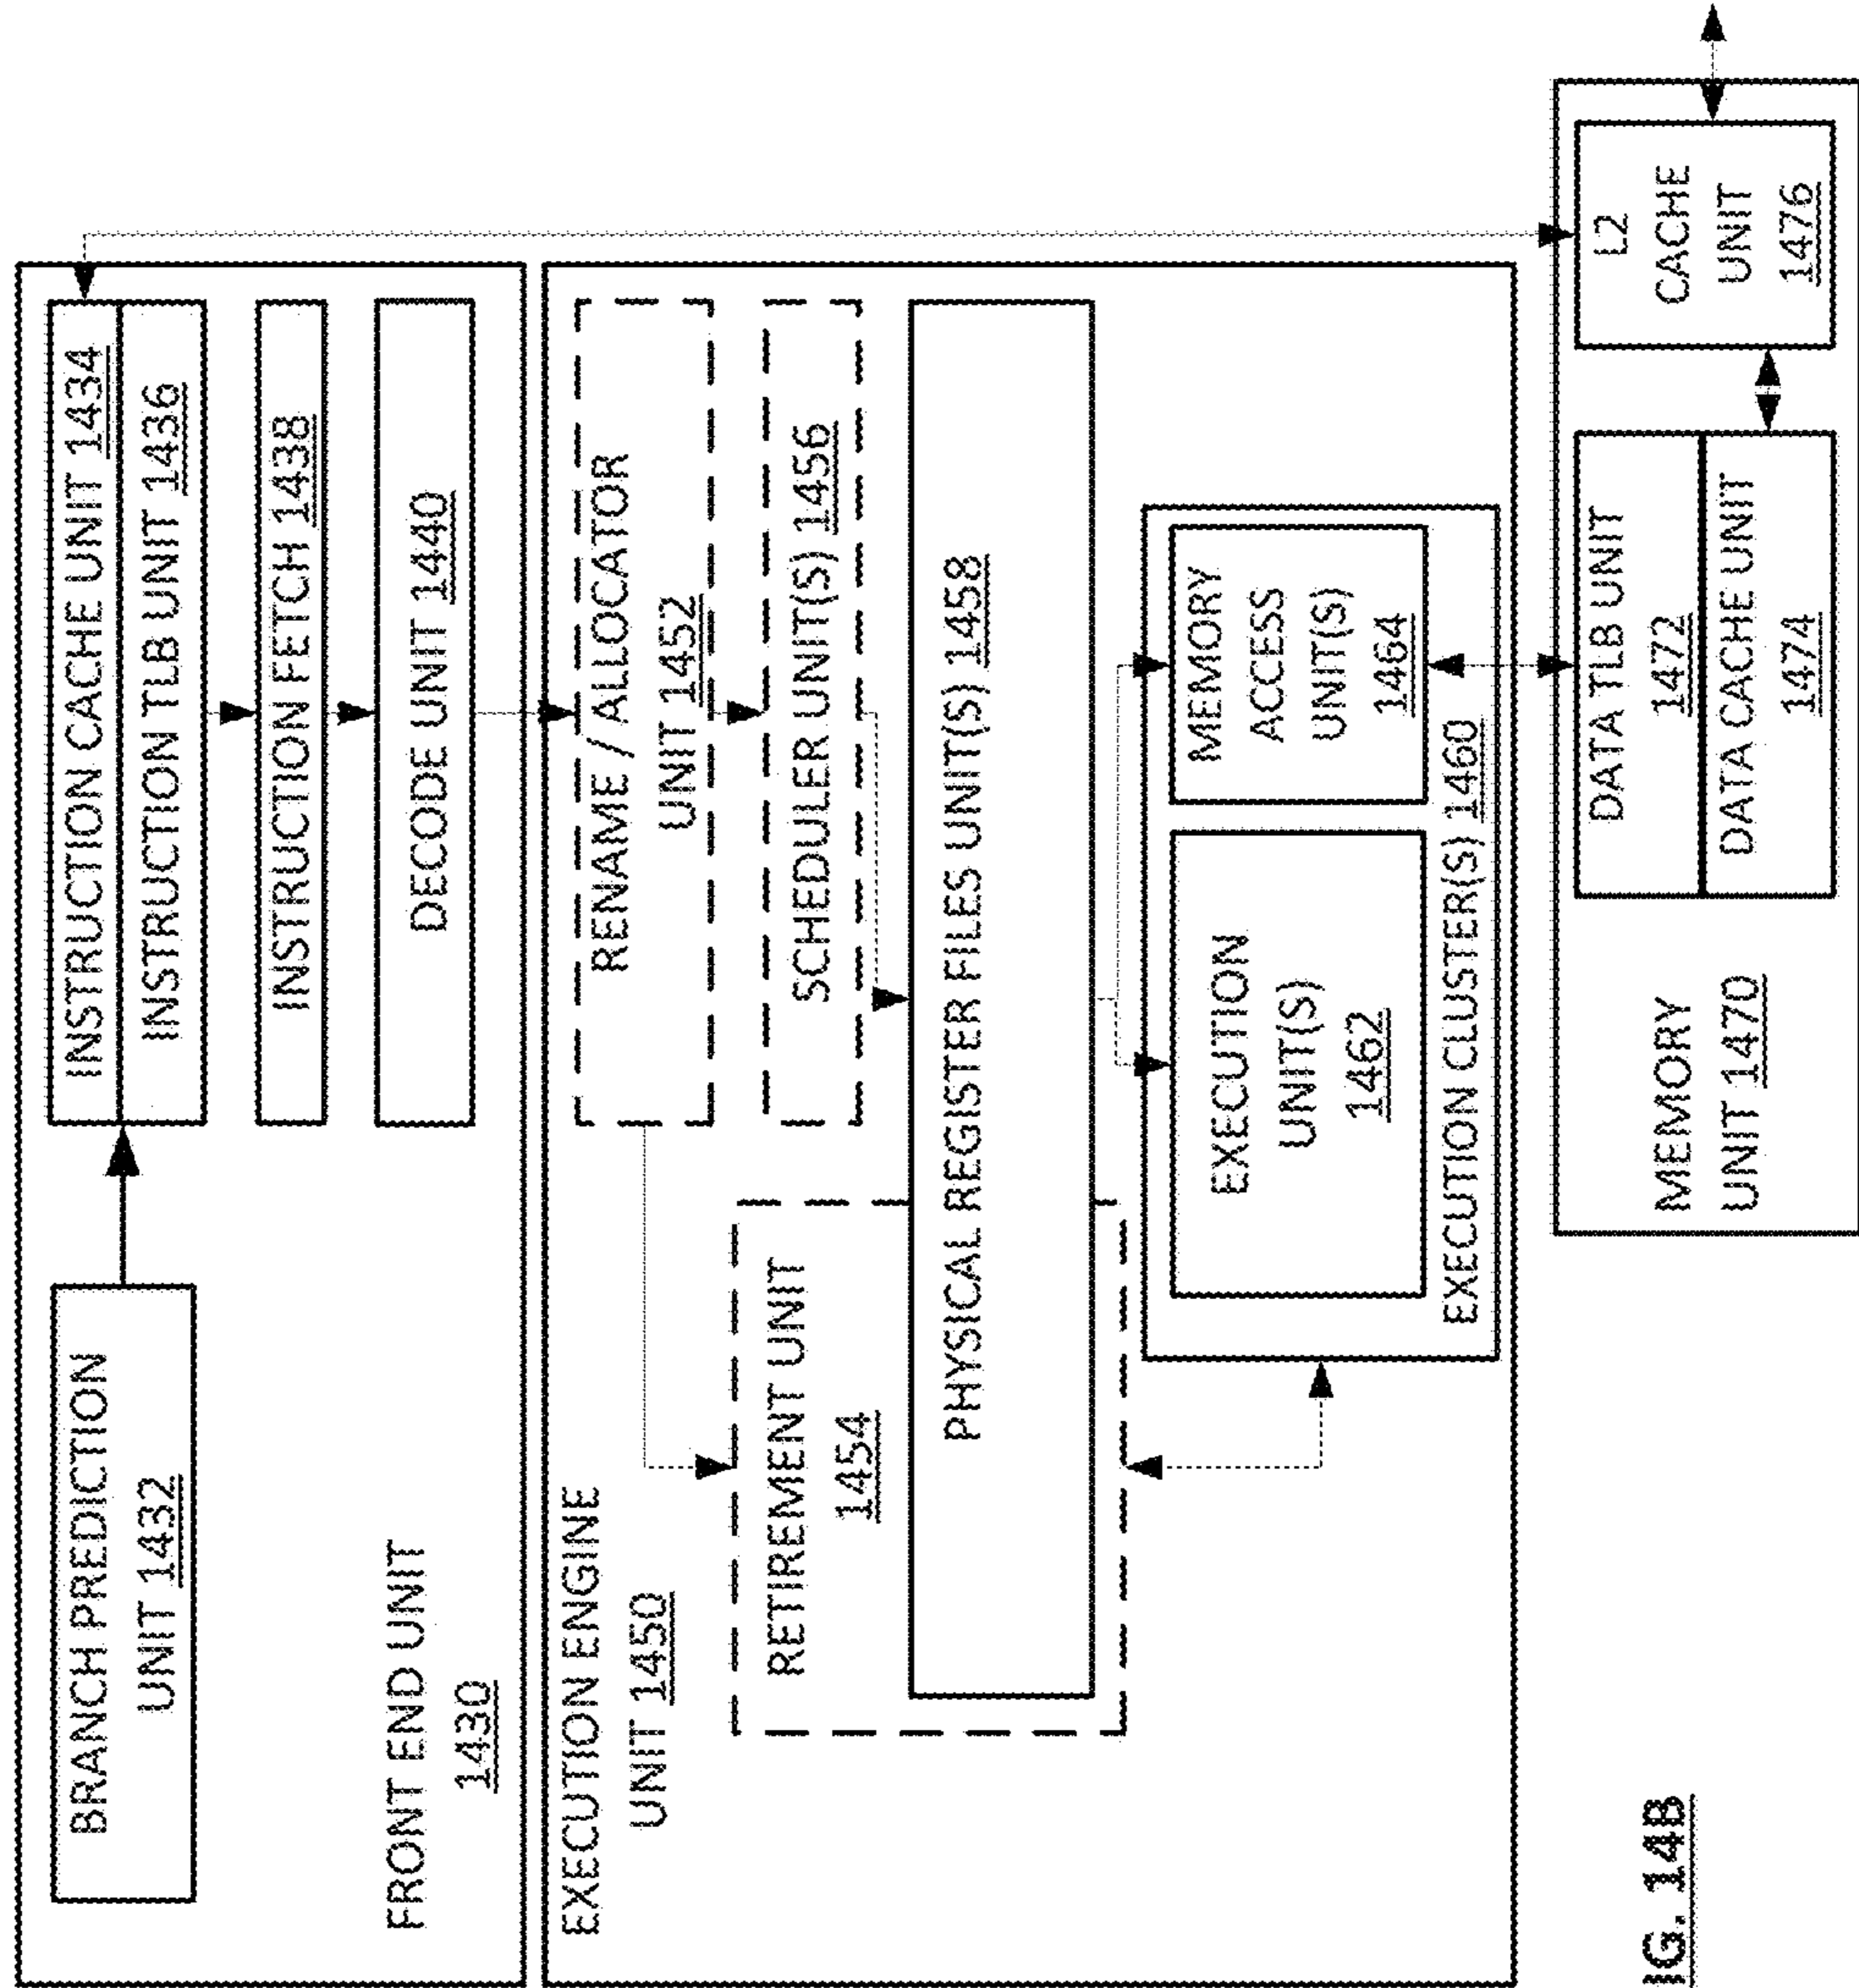 BRANCH PREDICTION
UNIT 1432
INSTRUCTION CACHE UNIT 1434
INSTRUCTION TLB UNIT 1436
INSTRUCTION FETCH 1438
DECODE UNIT 1440
FRONT END UNIT
1430
EXECUTION ENGINE
UNIT 1450
RENAME / ALLOCATOR
UNIT 1452
RETIREMENT UNIT
1454
SCHEDULER UNIT(S) 1456
PHYSICAL REGISTER FILES UNIT(S) 1458
EXECUTION
UNIT(S)
1462
MEMORY
ACCESS
UNIT(S)
1464
EXECUTION CLUSTER(S) 1460
MEMORY
UNIT 1470
DATA TLB UNIT
1472
DATA CACHE UNIT
1474
L2
CACHE
UNIT
1476
IG. 14B